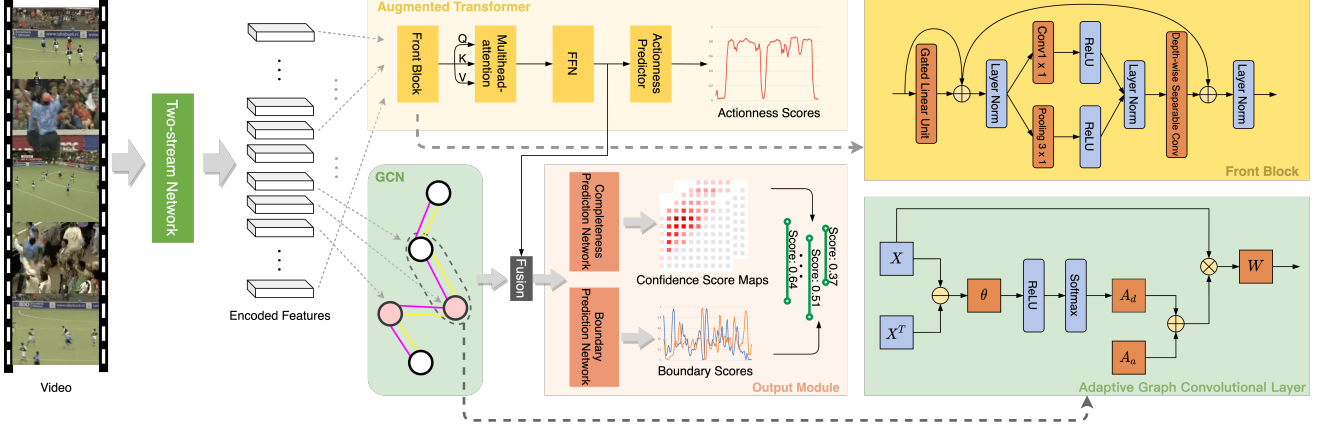 Augmented Transformer
Front Block
Q
K
V
Multihead-
attention
FFN
Actionness
Predictor
Actionness Scores
Two-stream Network
Encoded Features
Video
GCN
Fusion
Completeness
Prediction Network
Confidence Score Maps
Boundary
Prediction Network
Boundary Scores
Score: 0.64
Score: 0.51
Score: 0.37
Output Module
Gated Linear
Unit
Layer Norm
Conv1 x 1
ReLU
Pooling 3 x 1
ReLU
Layer Norm
Depth-wise
Separable Conv
Layer Norm
Front Block
X
X^T
θ
ReLU
Softmax
A_d
A_a
W
Adaptive Graph Convolutional Layer